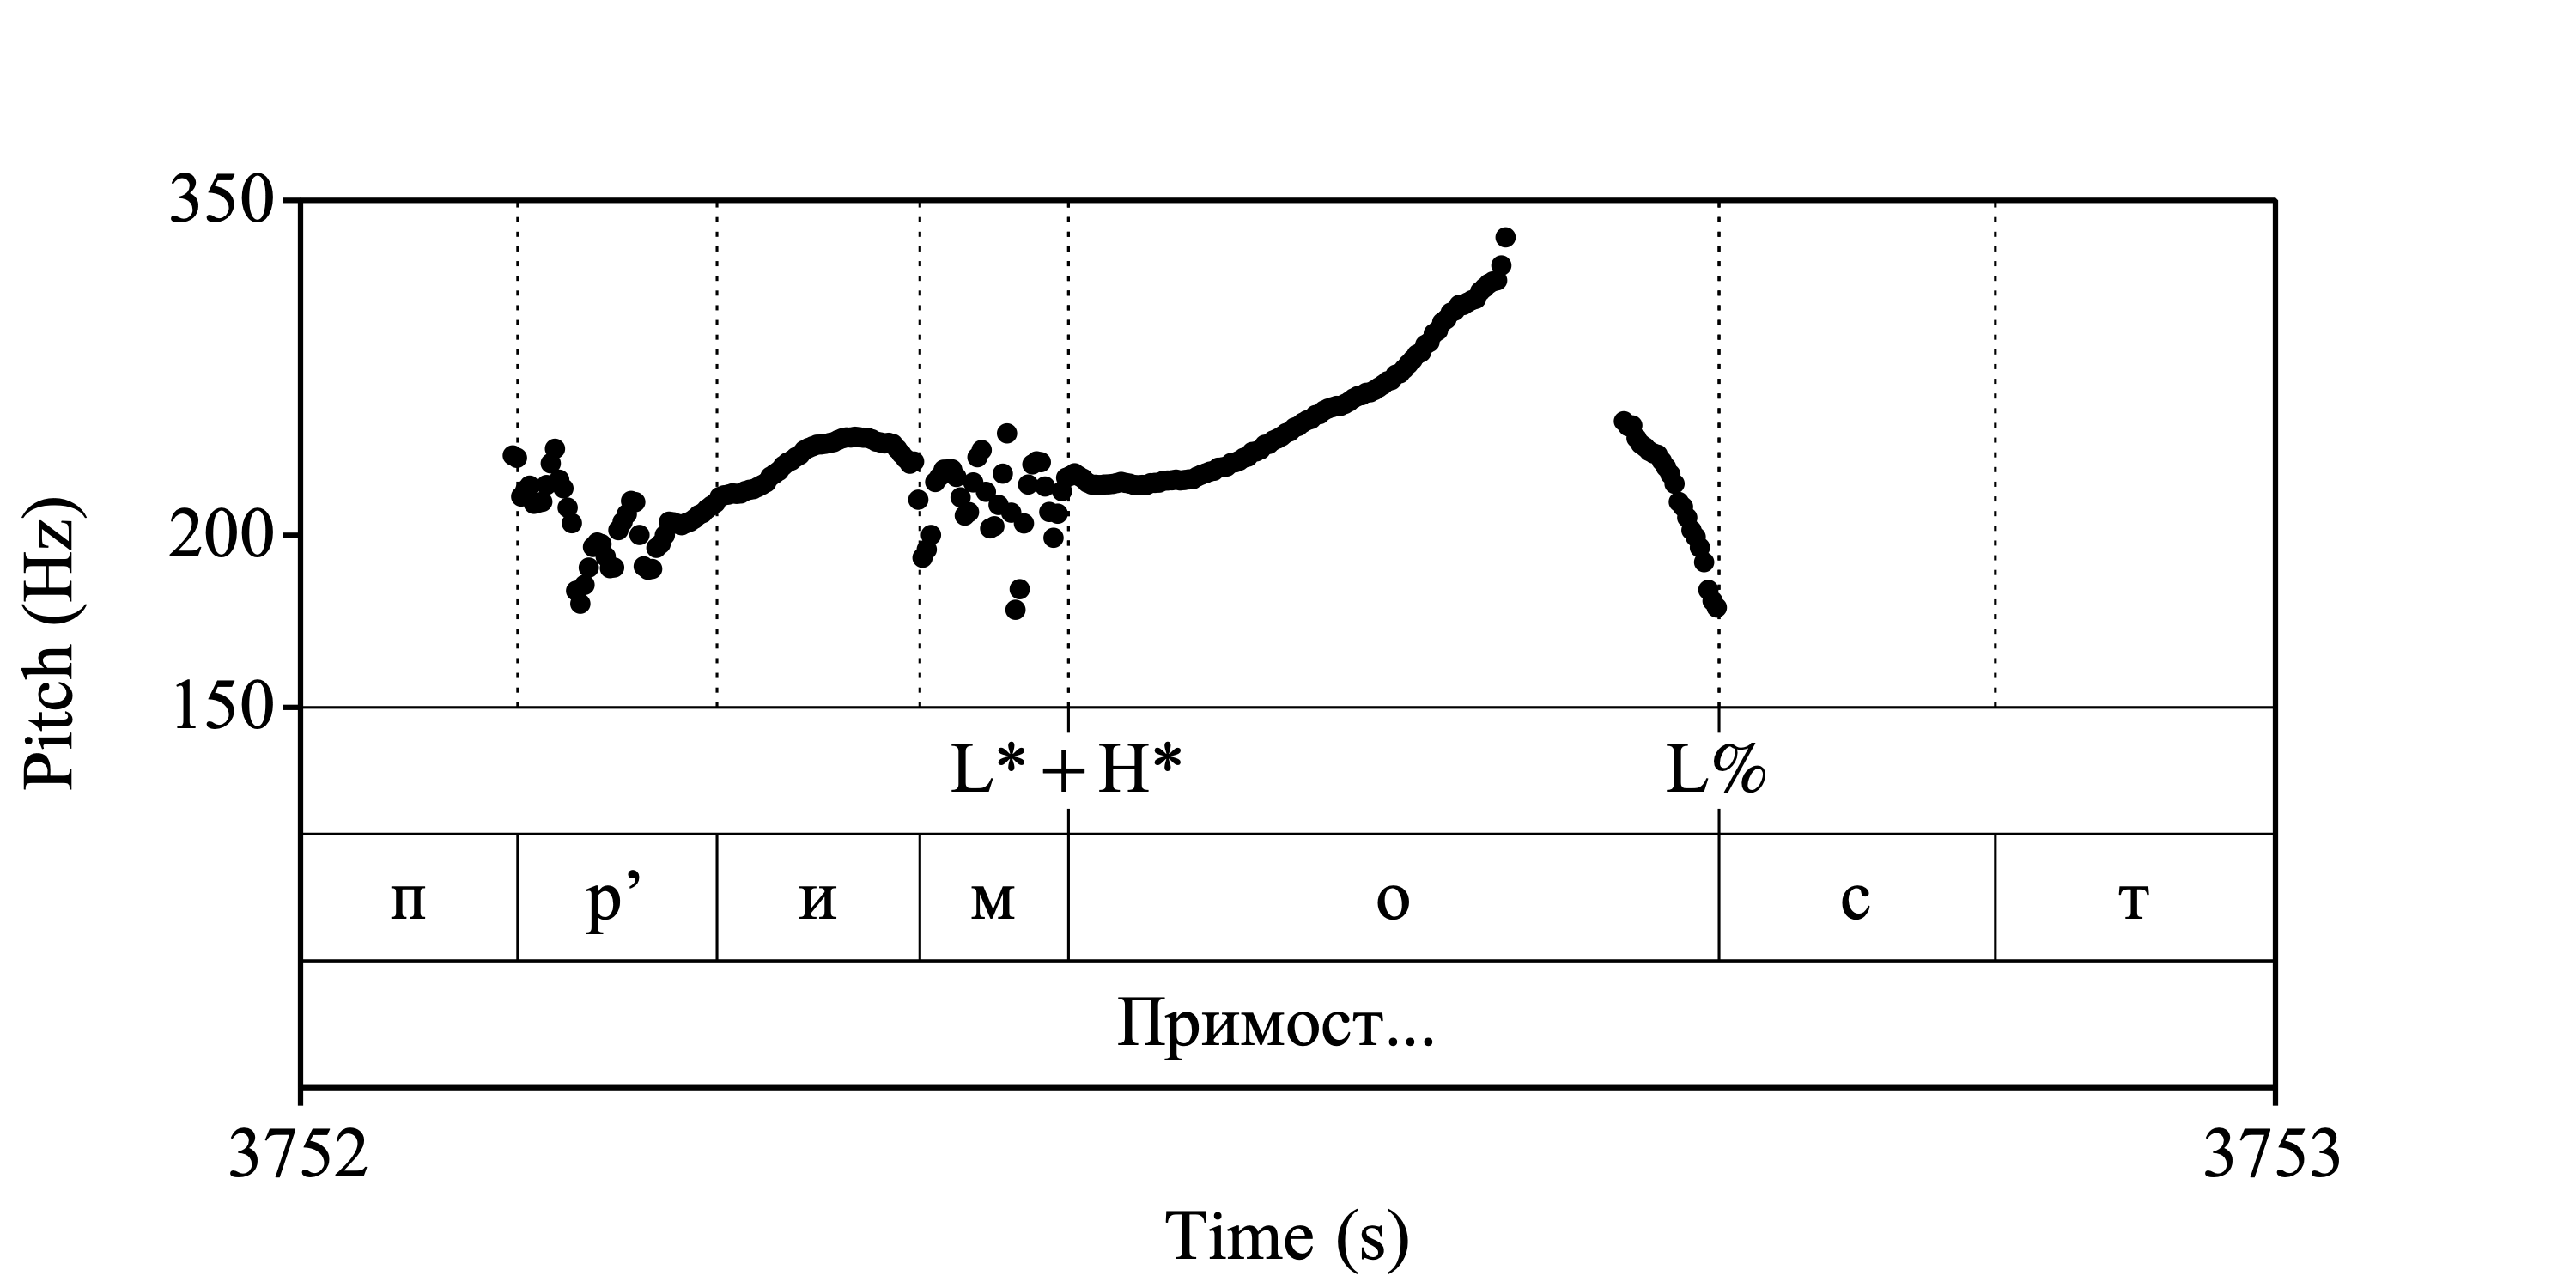 350
200
150
Pitch (Hz)
L*+H* L%
п р’ и м о с т
Примост...
3752 3753
Time (s)